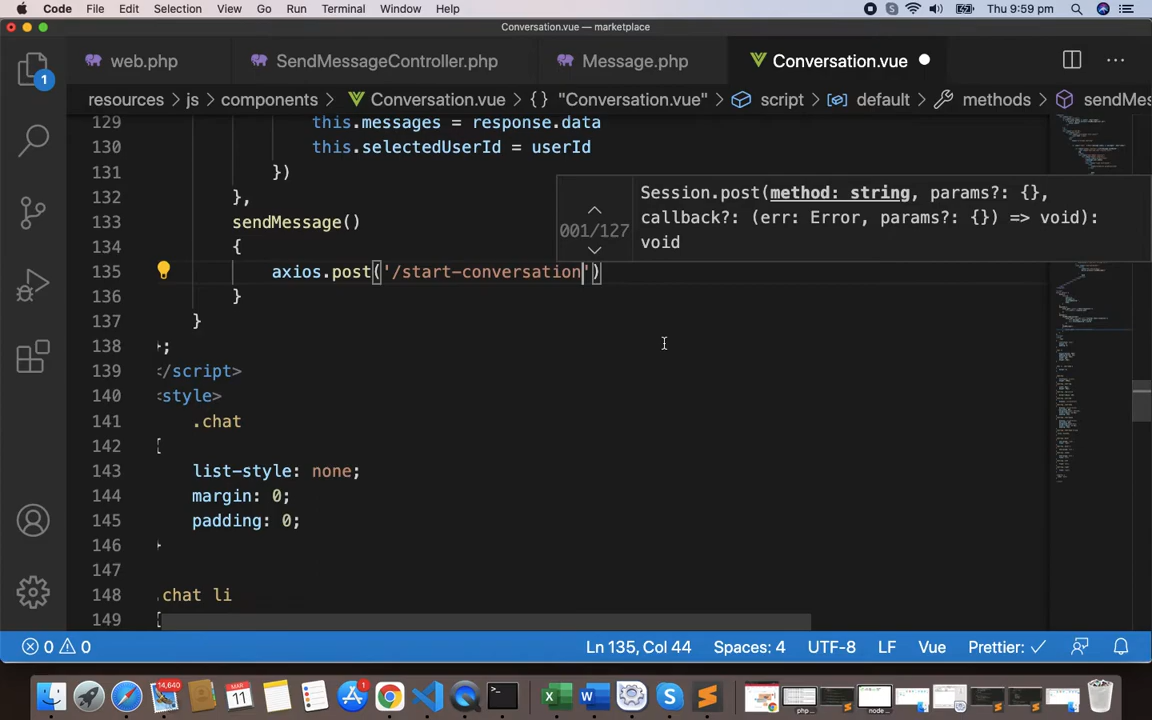 Code File Edit Selection View Go Run Terminal Window Help Thu 9:59 pm
Conversation.vue — marketplace
web.php SendMessageController.php Message.php Conversation.vue
resources > js > components > Conversation.vue > {} "Conversation.vue" > script > default > methods > sendMes
129 this.messages = response.data
130 this.selectedUserId = userId
131 })
132 },
133 sendMessage()
134 {
135 axios.post('/start-conversation')
136 }
137 }
138 };
139 </script>
140 <style>
141 .chat
142 {
143 list-style: none;
144 margin: 0;
145 padding: 0;
146 }
147
148 .chat li
149 {
Session.post(method: string, params?: {},
callback?: (err: Error, params?: {}) => void):
void
001/127
1
0 0 Ln 135, Col 44 Spaces: 4 UTF-8 LF Vue Prettier: ✓
14,640
MAR
11